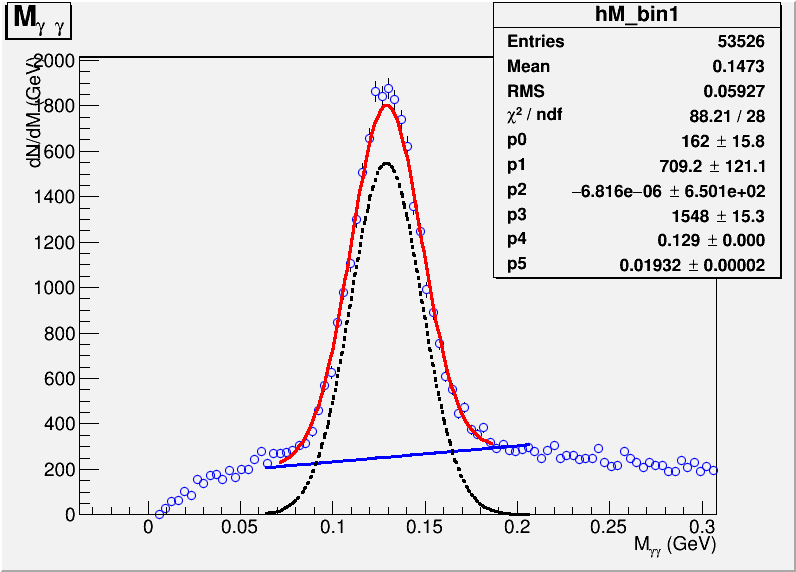 M γ γ
hM_bin1
Entries 53526
Mean 0.1473
RMS 0.05927
χ² / ndf 88.21 / 28
p0 162 ± 15.8
p1 709.2 ± 121.1
p2 −6.816e−06 ± 6.501e+02
p3 1548 ± 15.3
p4 0.129 ± 0.000
p5 0.01932 ± 0.00002
dN/dM (GeV)
2000
1800
1600
1400
1200
1000
800
600
400
200
0
0 0.05 0.1 0.15 0.2 0.25 0.3
M γγ (GeV)